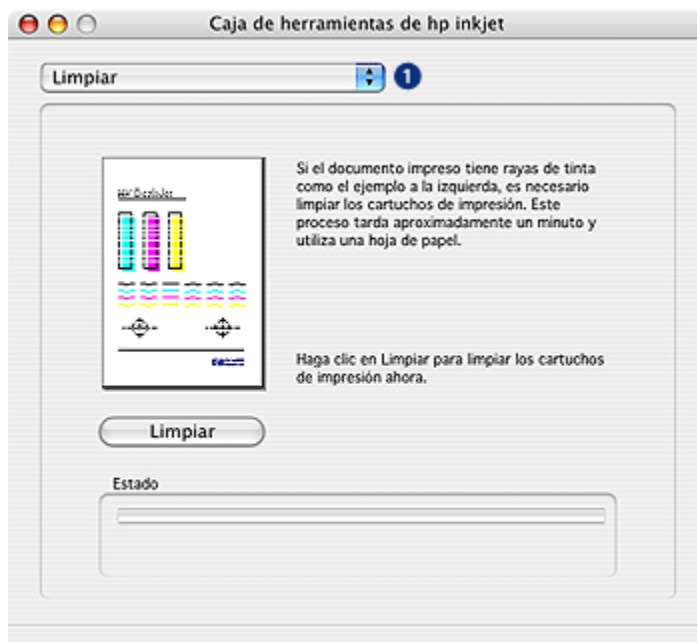 Caja de herramientas de hp inkjet
Limpiar
1
Si el documento impreso tiene rayas de tinta
como el ejemplo a la izquierda, es necesario
limpiar los cartuchos de impresión. Este
proceso tarda aproximadamente un minuto y
utiliza una hoja de papel.
Haga clic en Limpiar para limpiar los cartuchos
de impresión ahora.
Limpiar
Estado